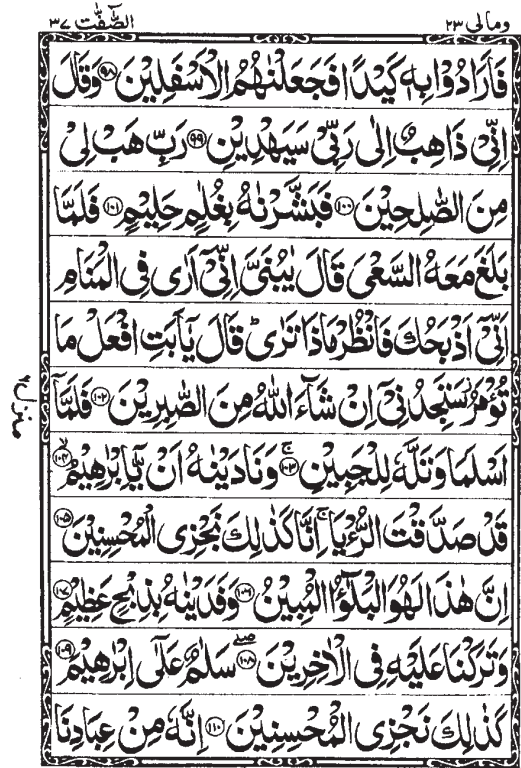 وما لی ٢٣
الصّٰٓفّٰت ٣٧
فَاَرَادُوْا بِهٖ كَيْدًا فَجَعَلْنٰهُمُ الْاَسْفَلِيْنَ ﴿٩٨﴾ وَقَالَ
اِنِّيْ ذَاهِبٌ اِلٰى رَبِّيْ سَيَهْدِيْنِ ﴿٩٩﴾ رَبِّ هَبْ لِيْ
مِنَ الصّٰلِحِيْنَ ﴿١٠٠﴾ فَبَشَّرْنٰهُ بِغُلٰمٍ حَلِيْمٍ ﴿١٠١﴾ فَلَمَّا
بَلَغَ مَعَهُ السَّعْيَ قَالَ يٰبُنَيَّ اِنِّيْٓ اَرٰى فِي الْمَنَامِ
اَنِّيْٓ اَذْبَحُكَ فَانْظُرْ مَاذَا تَرٰىؕ قَالَ يٰٓاَبَتِ افْعَلْ مَا
تُؤْمَرُ سَتَجِدُنِيْٓ اِنْ شَآءَ اللّٰهُ مِنَ الصّٰبِرِيْنَ ﴿١٠٢﴾ فَلَمَّآ
اَسْلَمَا وَتَلَّهٗ لِلْجَبِيْنِ ﴿١٠٣﴾ۚ وَنَادَيْنٰهُ اَنْ يّٰٓاِبْرٰهِيْمُ ﴿١٠٤﴾ۙ
قَدْ صَدَّقْتَ الرُّءْيَاۚ اِنَّا كَذٰلِكَ نَجْزِي الْمُحْسِنِيْنَ ﴿١٠٥﴾
اِنَّ هٰذَا لَهُوَ الْبَلٰٓؤُا الْمُبِيْنُ ﴿١٠٦﴾ وَفَدَيْنٰهُ بِذِبْحٍ عَظِيْمٍ ﴿١٠٧﴾
وَتَرَكْنَا عَلَيْهِ فِي الْاٰخِرِيْنَ ﴿١٠٨﴾ۖ سَلٰمٌ عَلٰٓى اِبْرٰهِيْمَ ﴿١٠٩﴾
كَذٰلِكَ نَجْزِي الْمُحْسِنِيْنَ ﴿١١٠﴾ اِنَّهٗ مِنْ عِبَادِنَا
منزل ٦